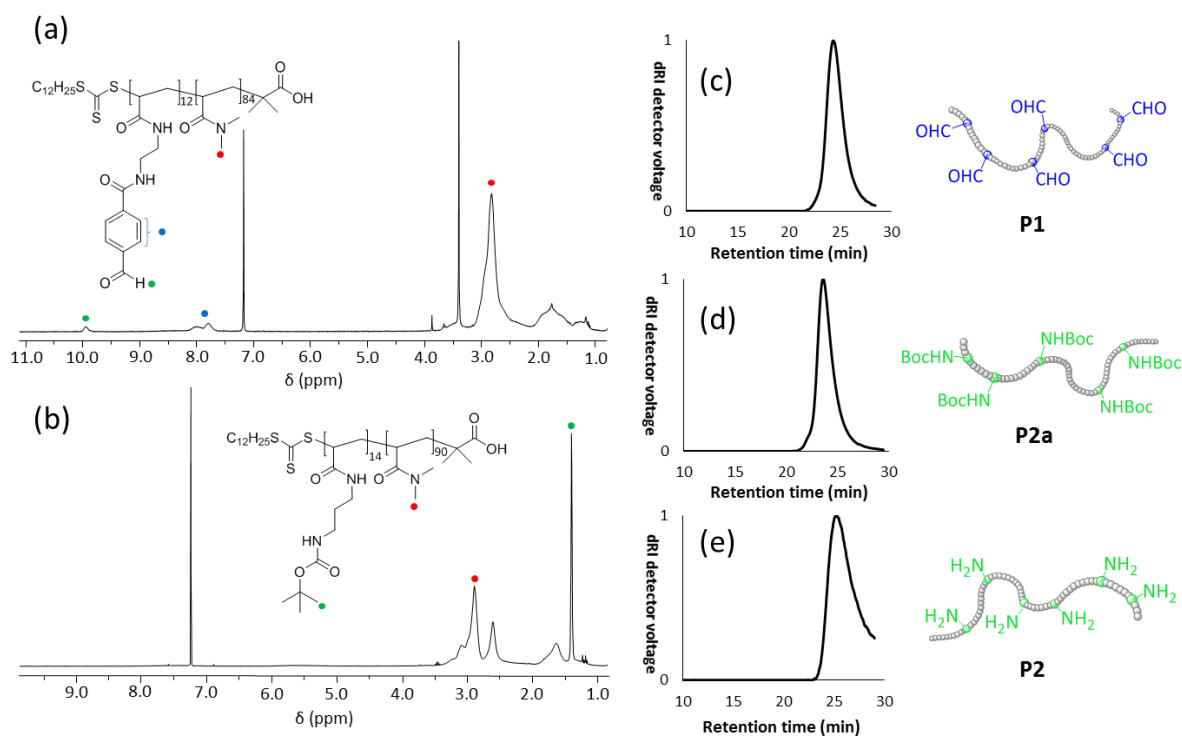 (a)
O
OH
C₁₂H₂₅S
S
S
12
84
O
NH
O
N
NH
O
O
H
11.0 10.0 9.0 8.0 7.0 6.0 5.0 4.0 3.0 2.0 1.0
δ (ppm)
(b)
O
OH
C₁₂H₂₅S
S
S
14
90
O
NH
O
N
HN
O
O
9.0 8.0 7.0 6.0 5.0 4.0 3.0 2.0 1.0
δ (ppm)
(c)
1
0
dRI detector voltage
10 15 20 25 30
Retention time (min)
OHC
OHC
CHO
CHO
OHC
CHO
CHO
P1
(d)
1
0
dRI detector voltage
10 15 20 25 30
Retention time (min)
BocHN
NHBoc
NHBoc
BocHN
NHBoc
P2a
(e)
1
0
dRI detector voltage
10 15 20 25 30
Retention time (min)
H₂N
NH₂
NH₂
H₂N
H₂N
NH₂
P2